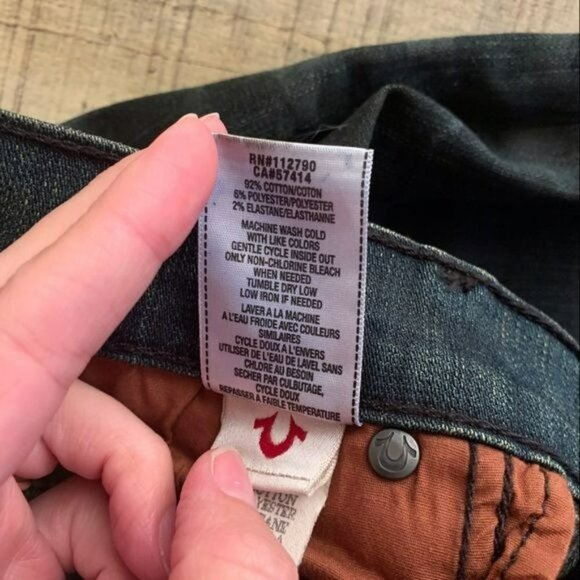 RN#112790
CA#57414
92% COTTON/COTON
6% POLYESTER/POLYESTER
2% ELASTANE/ELASTHANNE
MACHINE WASH COLD
WITH LIKE COLORS
GENTLE CYCLE INSIDE OUT
ONLY NON-CHLORINE BLEACH
WHEN NEEDED
TUMBLE DRY LOW
LOW IRON IF NEEDED
LAVER A LA MACHINE
A L'EAU FROIDE AVEC COULEURS
SIMILAIRES
CYCLE DOUX A L'ENVERS
UTILISER DE L'EAU DE LAVEL SANS
CHLORE AU BESOIN
SECHER PAR CULBUTAGE,
CYCLE DOUX
REPASSER A FAIBLE TEMPERATURE